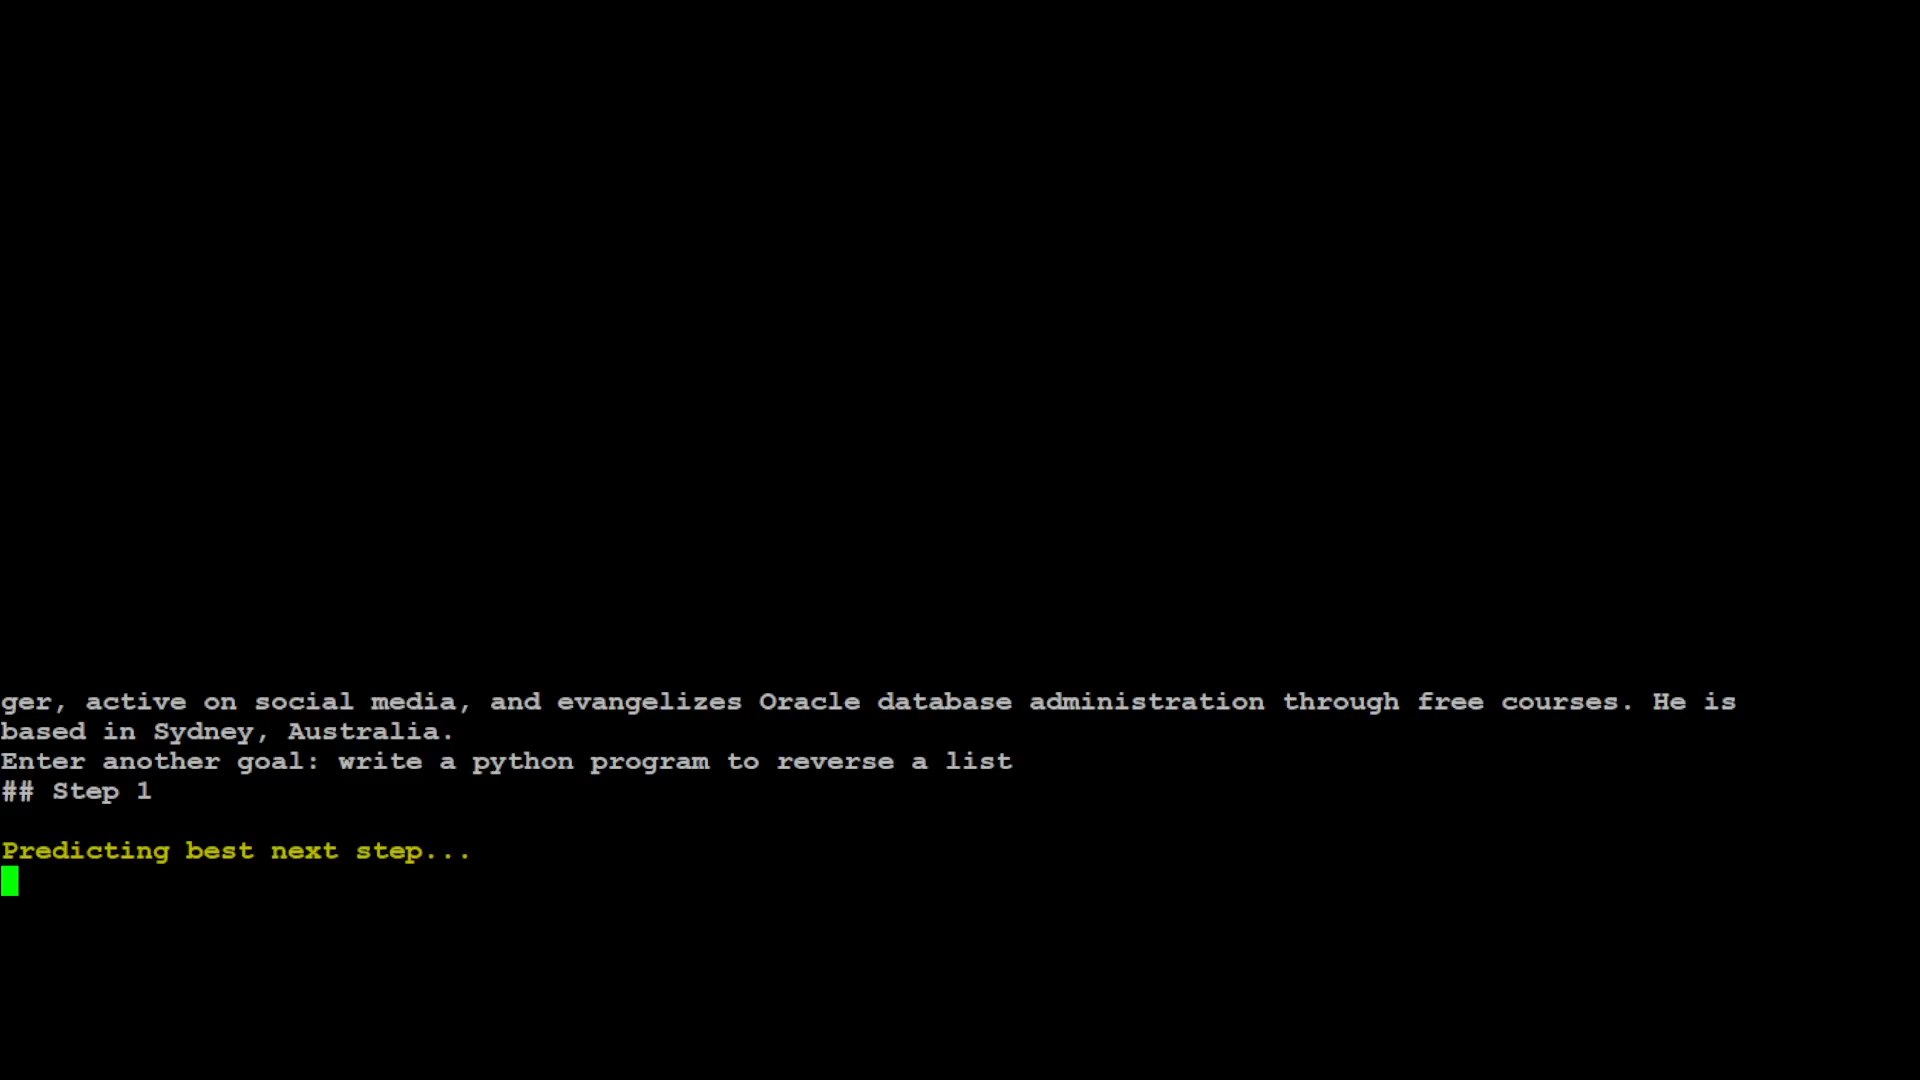 ger, active on social media, and evangelizes Oracle database administration through free courses. He is
based in Sydney, Australia.
Enter another goal: write a python program to reverse a list
## Step 1
Predicting best next step...